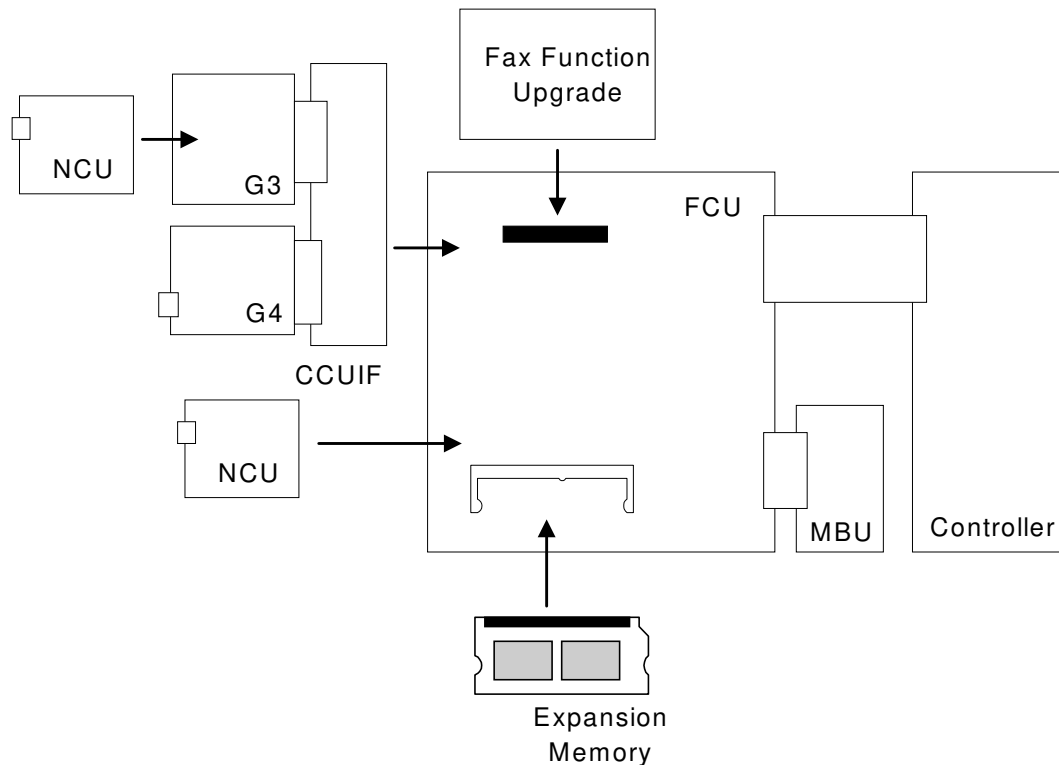 Fax Function
Upgrade
NCU
G3
FCU
G4
CCUIF
NCU
MBU
Controller
Expansion
Memory